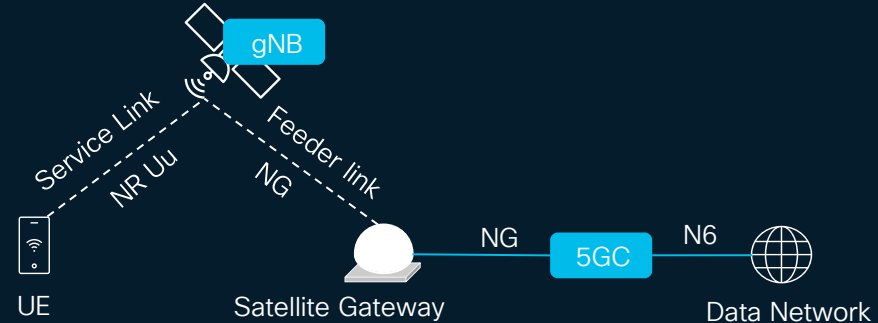 gNB
Service Link
NR Uu
Feeder link
NG
NG
5GC
N6
UE
Satellite Gateway
Data Network